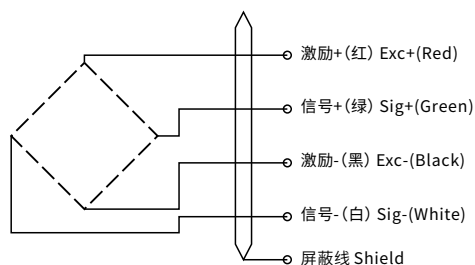 激励+(红) Exc+(Red)
信号+(绿) Sig+(Green)
激励-(黑) Exc-(Black)
信号-(白) Sig-(White)
屏蔽线 Shield